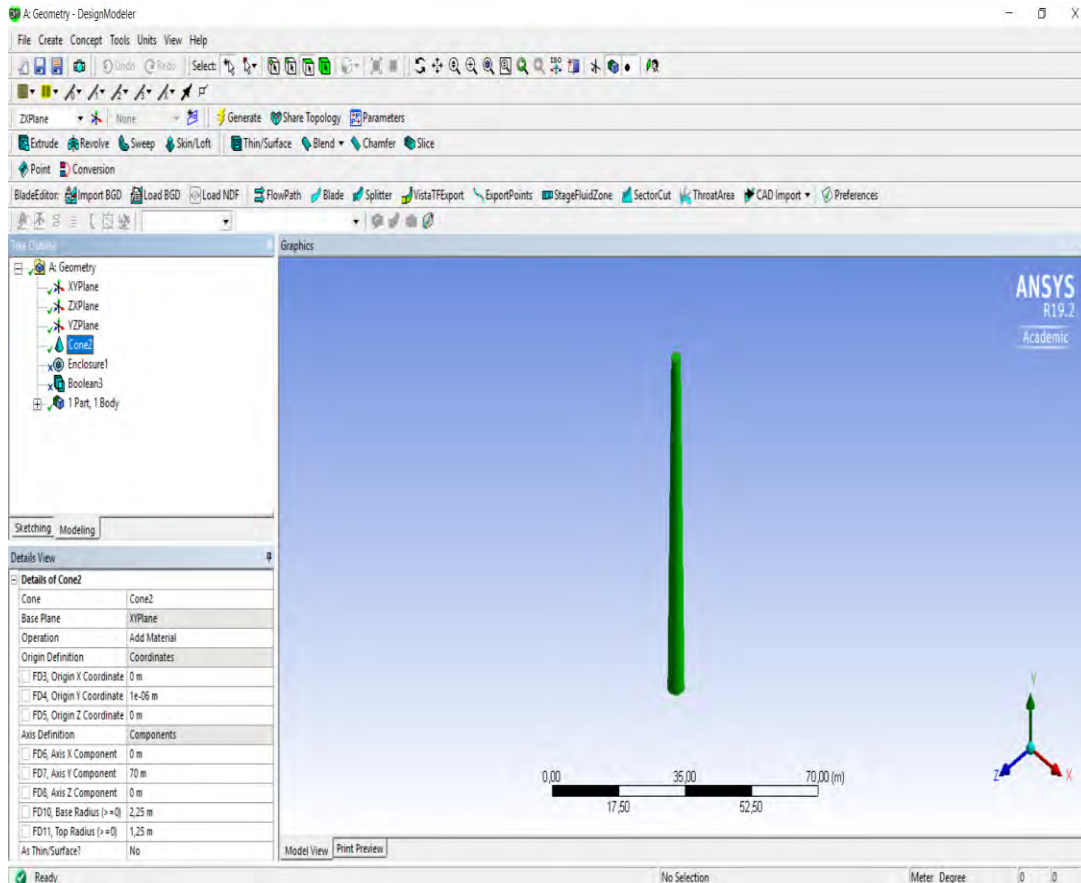 A: Geometry - DesignModeler
File Create Concept Tools Units View Help
Undo Redo Select:
ZXPlane None Generate Share Topology Parameters
Extrude Revolve Sweep Skin/Loft Thin/Surface Blend Chamfer Slice
Point Conversion
BladeEditor: Import BGD Load BGD Load NDF FlowPath Blade Splitter VistaTFExport ExportPoints StageFluidZone SectorCut ThroatArea CAD Import Preferences
Tree Outline
A: Geometry
XYPlane
ZXPlane
YZPlane
Cone2
Enclosure1
Boolean3
1 Part, 1 Body
Sketching Modeling
Details View
Details of Cone2
Cone Cone2
Base Plane XYPlane
Operation Add Material
Origin Definition Coordinates
FD3, Origin X Coordinate 0 m
FD4, Origin Y Coordinate 1e-06 m
FD5, Origin Z Coordinate 0 m
Axis Definition Components
FD6, Axis X Component 0 m
FD7, Axis Y Component 70 m
FD8, Axis Z Component 0 m
FD10, Base Radius (>=0) 2,25 m
FD11, Top Radius (>=0) 1,25 m
As Thin/Surface? No
Graphics
ANSYS
R19.2
Academic
Y
Z X
0,00 35,00 70,00 (m)
17,50 52,50
Model View Print Preview
Ready No Selection Meter Degree 0 0